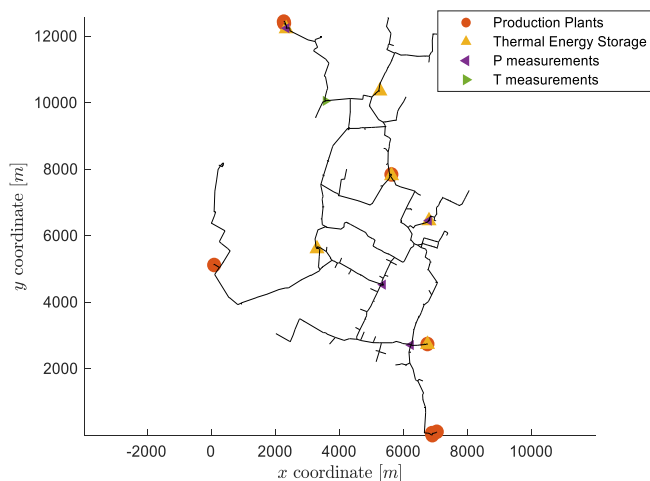 Production Plants
Thermal Energy Storage
P measurements
T measurements
12000
10000
8000
6000
4000
2000
y coordinate [m]
-2000 0 2000 4000 6000 8000 10000
x coordinate [m]